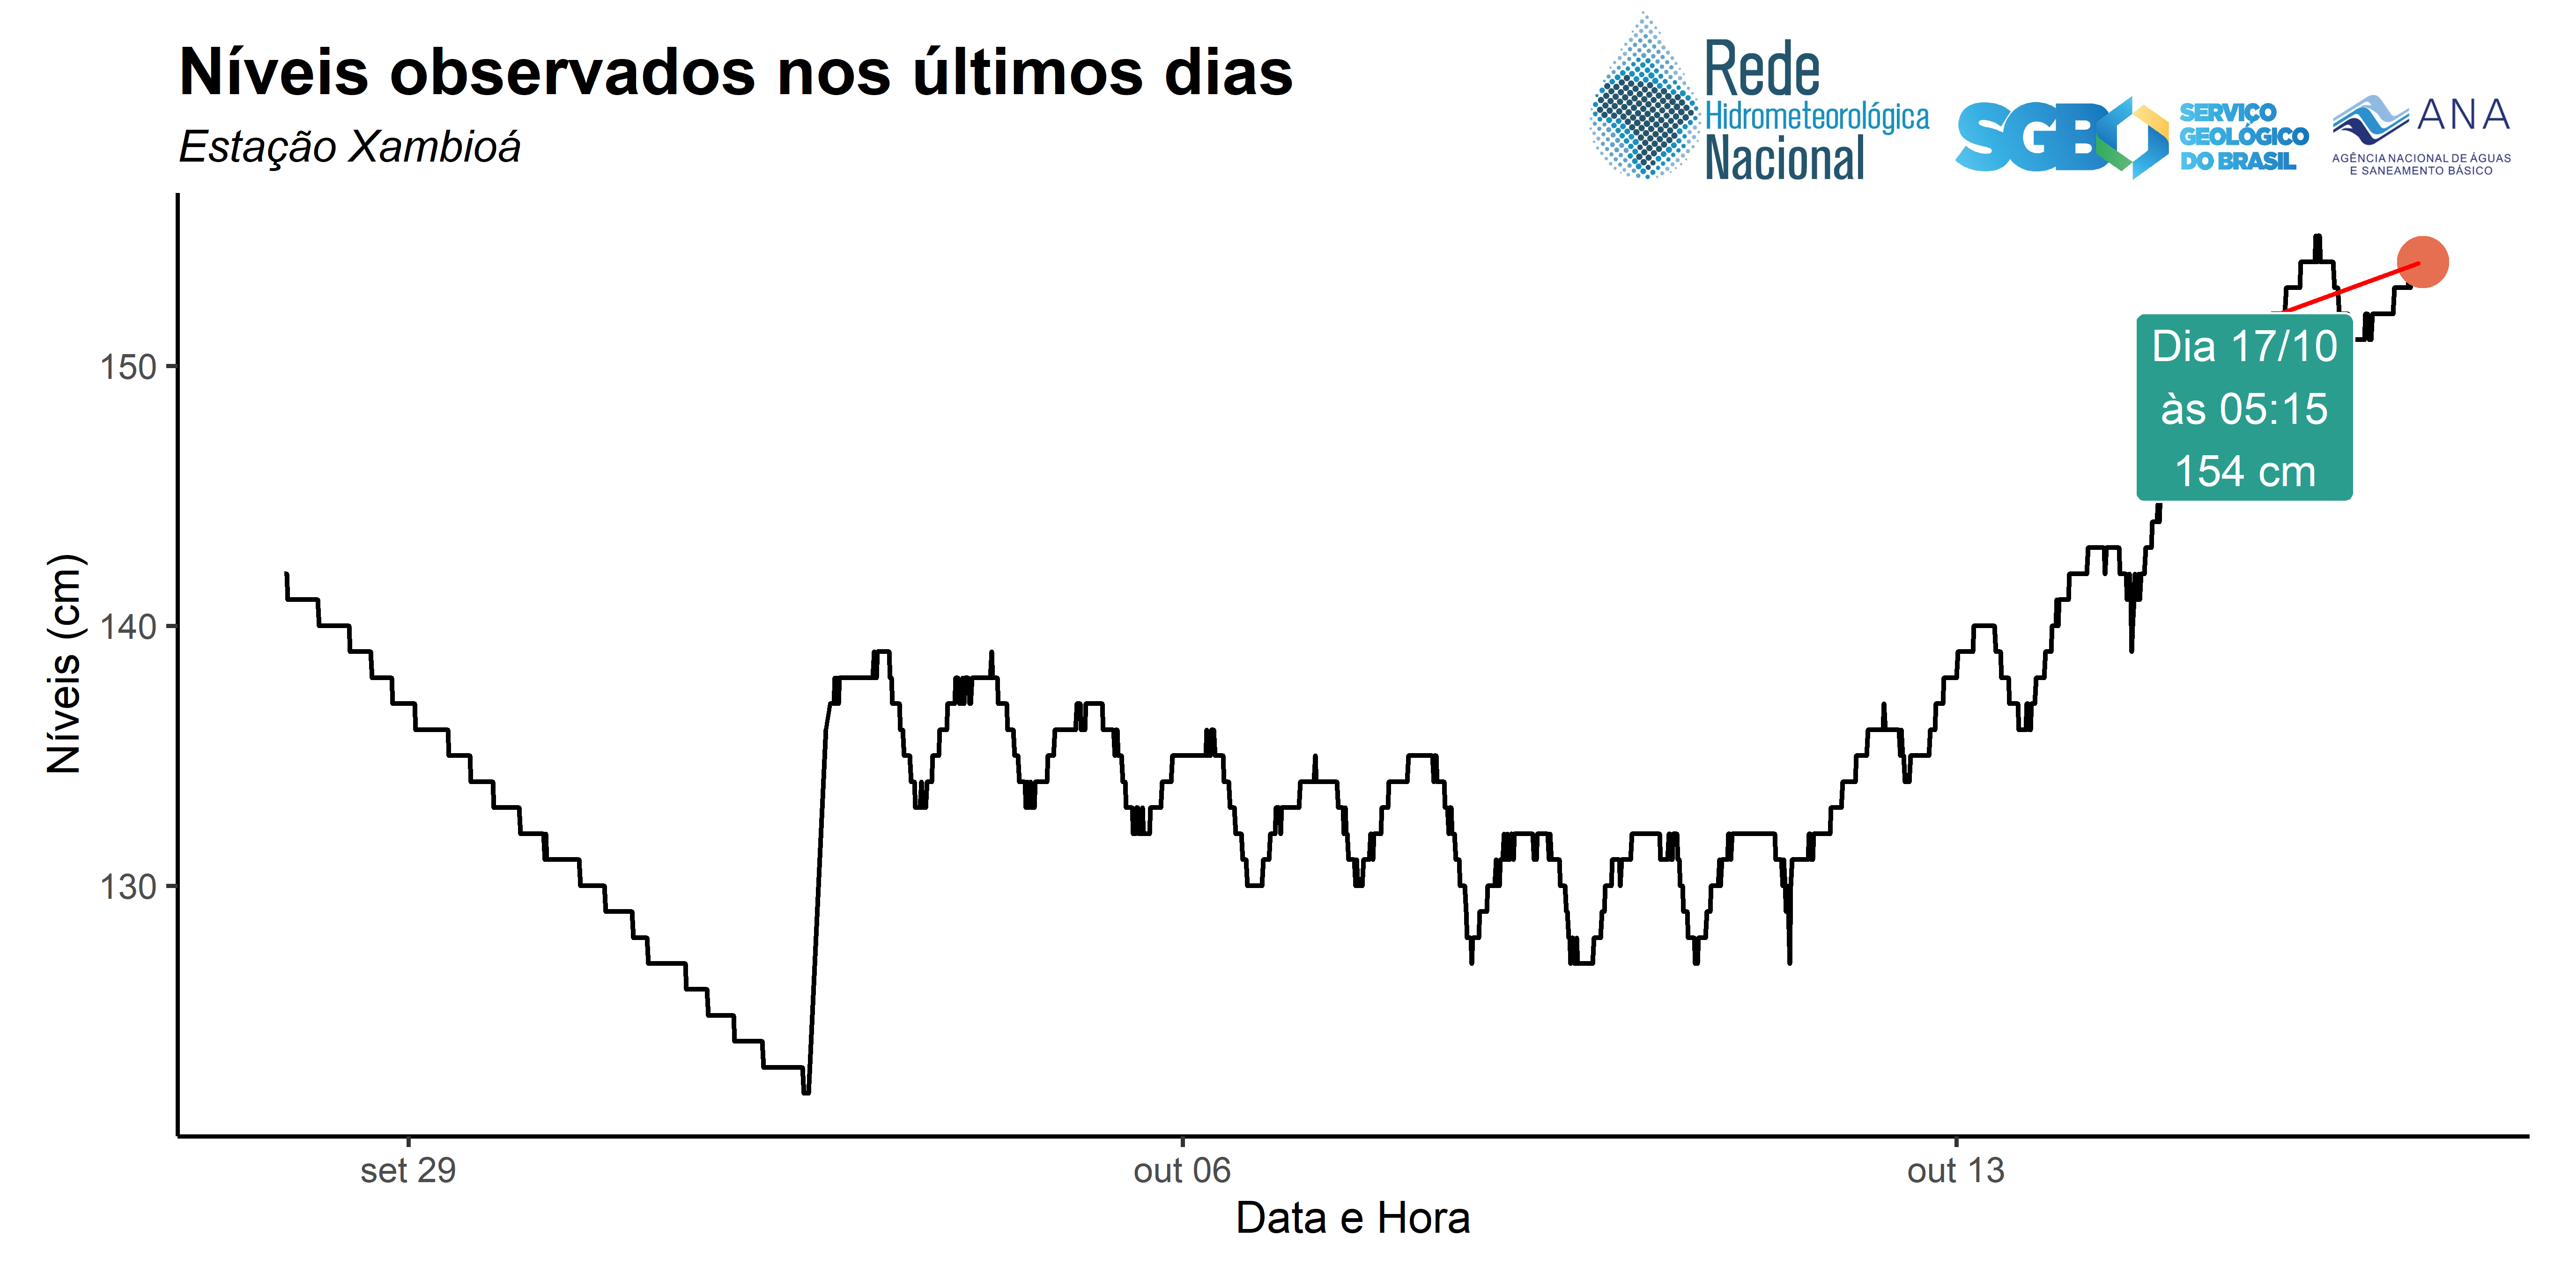 Níveis observados nos últimos dias
Estação Xambioá
Rede
Hidrometeorológica
Nacional
SGB
SERVIÇO
GEOLÓGICO
DO BRASIL
ANA
AGÊNCIA NACIONAL DE ÁGUAS
E SANEAMENTO BÁSICO
Níveis (cm)
150
140
130
Dia 17/10
às 05:15
154 cm
set 29
out 06
out 13
Data e Hora